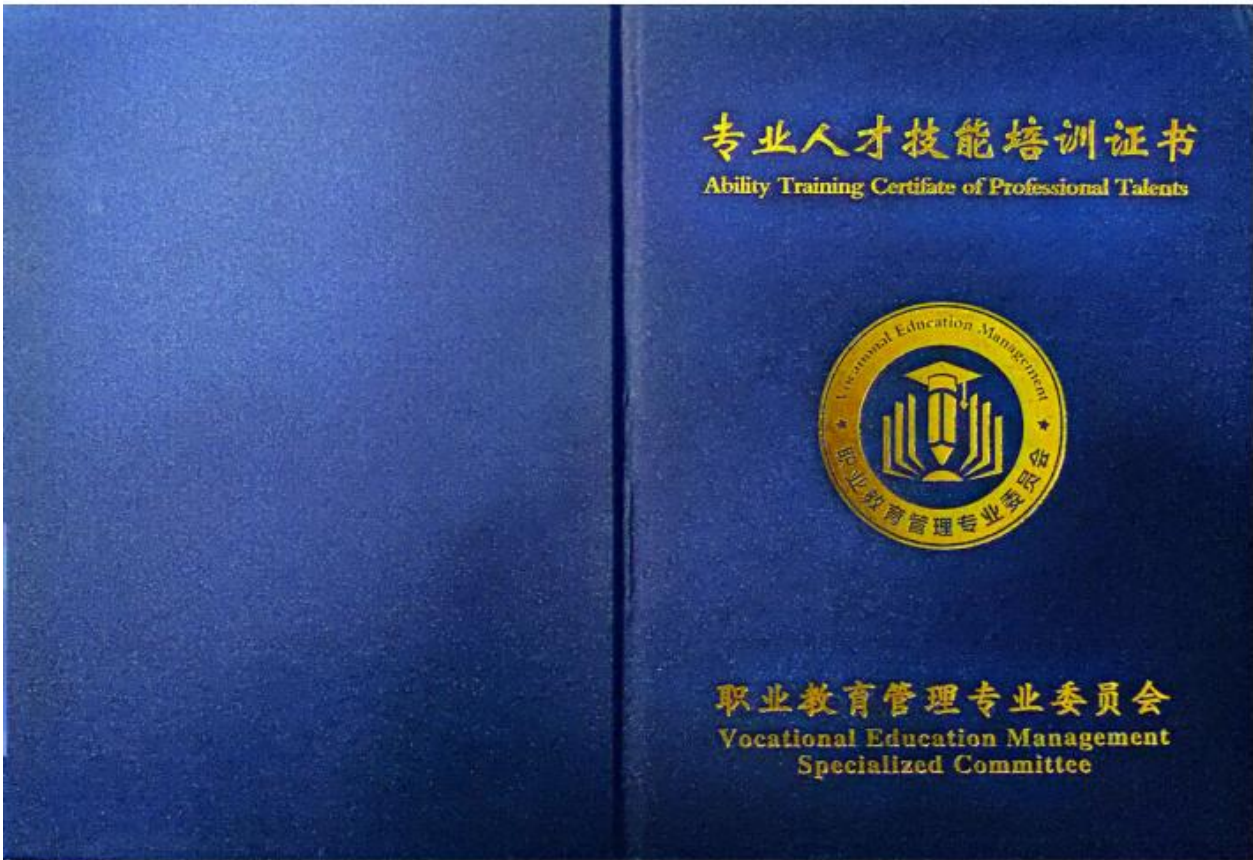 专业人才技能培训证书
Ability Training Certifate of Professional Talents
Vocational Education Management
职业教育管理专业委员会
职业教育管理专业委员会
Vocational Education Management
Specialized Committee